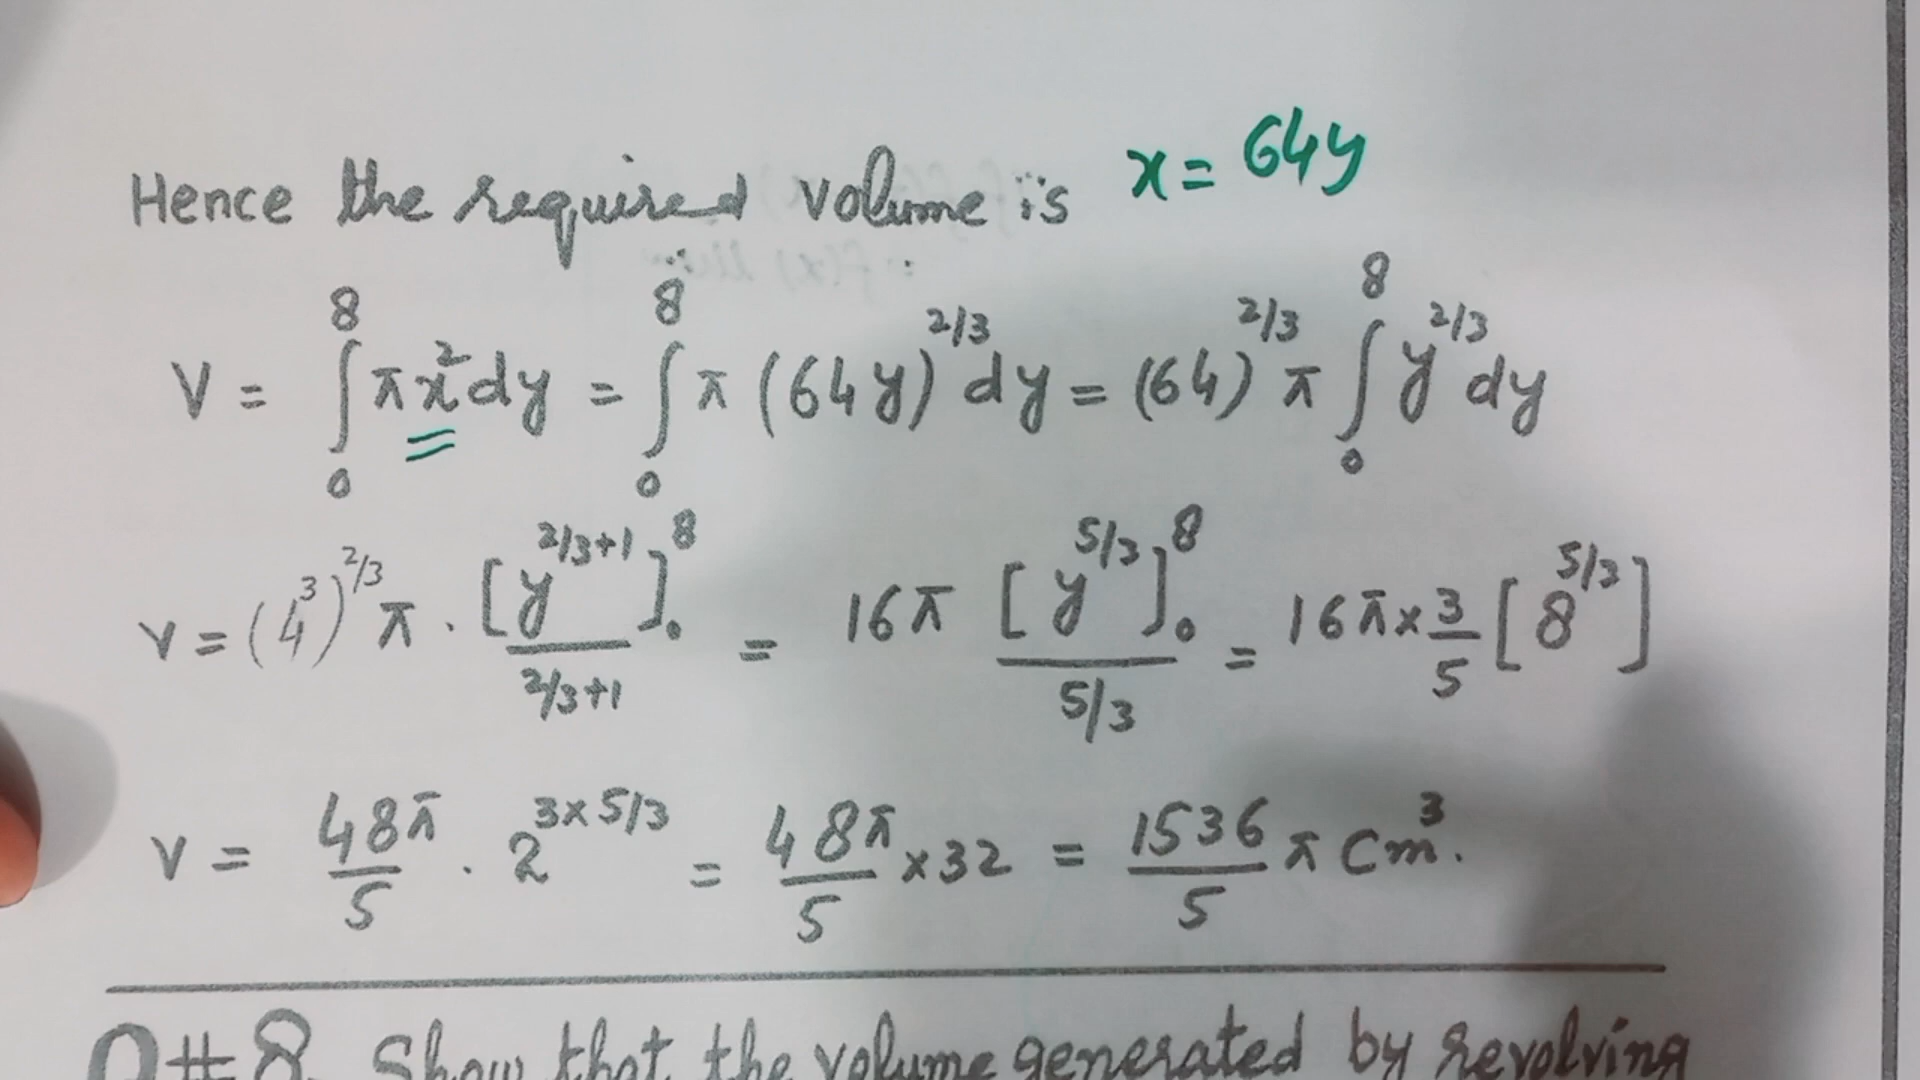 Hence the required volume is x = 64y
V = ∫₀⁸ πx² dy = ∫₀⁸ π (64y)^2/3 dy = (64)^2/3 π ∫₀⁸ y^2/3 dy
V = (4³)^2/3 π . [y^2/3+1]₀⁸ / 2/3+1 = 16π [y^5/3]₀⁸ / 5/3 = 16π × 3/5 [8^5/3]
V = 48π/5 . 2^3×5/3 = 48π/5 × 32 = 1536/5 π Cm³.
Q#8 Show that the volume generated by revolving